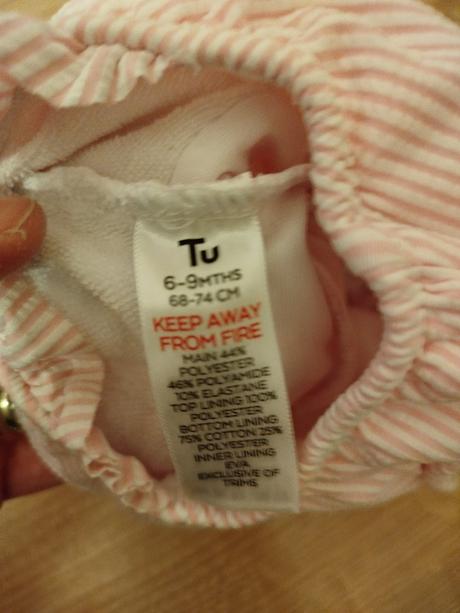 Tu
6-9MTHS
68-74 CM
KEEP AWAY
FROM FIRE
MAIN 44%
POLYESTER
46% POLYAMIDE
10% ELASTANE
TOP LINING 100%
POLYESTER
BOTTOM LINING
75% COTTON 25%
POLYESTER
INNER LINING
EVA
EXCLUSIVE OF
TRIMS